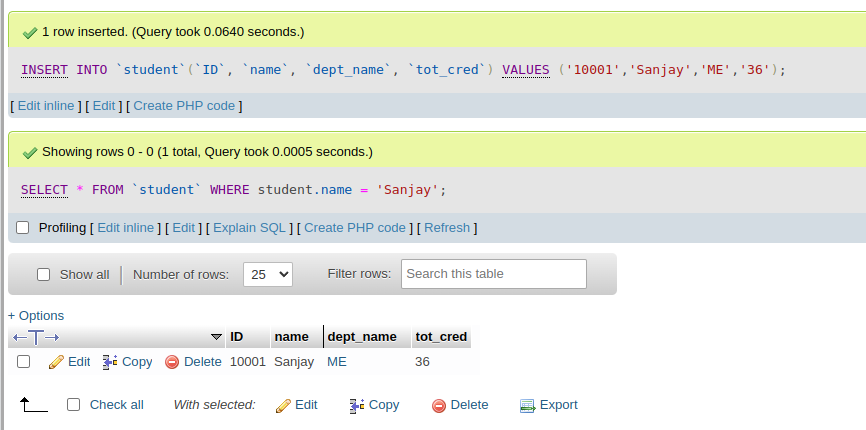 1 row inserted. (Query took 0.0640 seconds.)
INSERT INTO `student`(`ID`, `name`, `dept_name`, `tot_cred`) VALUES ('10001','Sanjay','ME','36');
[ Edit inline ] [ Edit ] [ Create PHP code ]
Showing rows 0 - 0 (1 total, Query took 0.0005 seconds.)
SELECT * FROM `student` WHERE student.name = 'Sanjay';
Profiling [ Edit inline ] [ Edit ] [ Explain SQL ] [ Create PHP code ] [ Refresh ]
Show all Number of rows: 25 Filter rows: Search this table
+ Options
ID name dept_name tot_cred
Edit Copy Delete 10001 Sanjay ME 36
Check all With selected: Edit Copy Delete Export